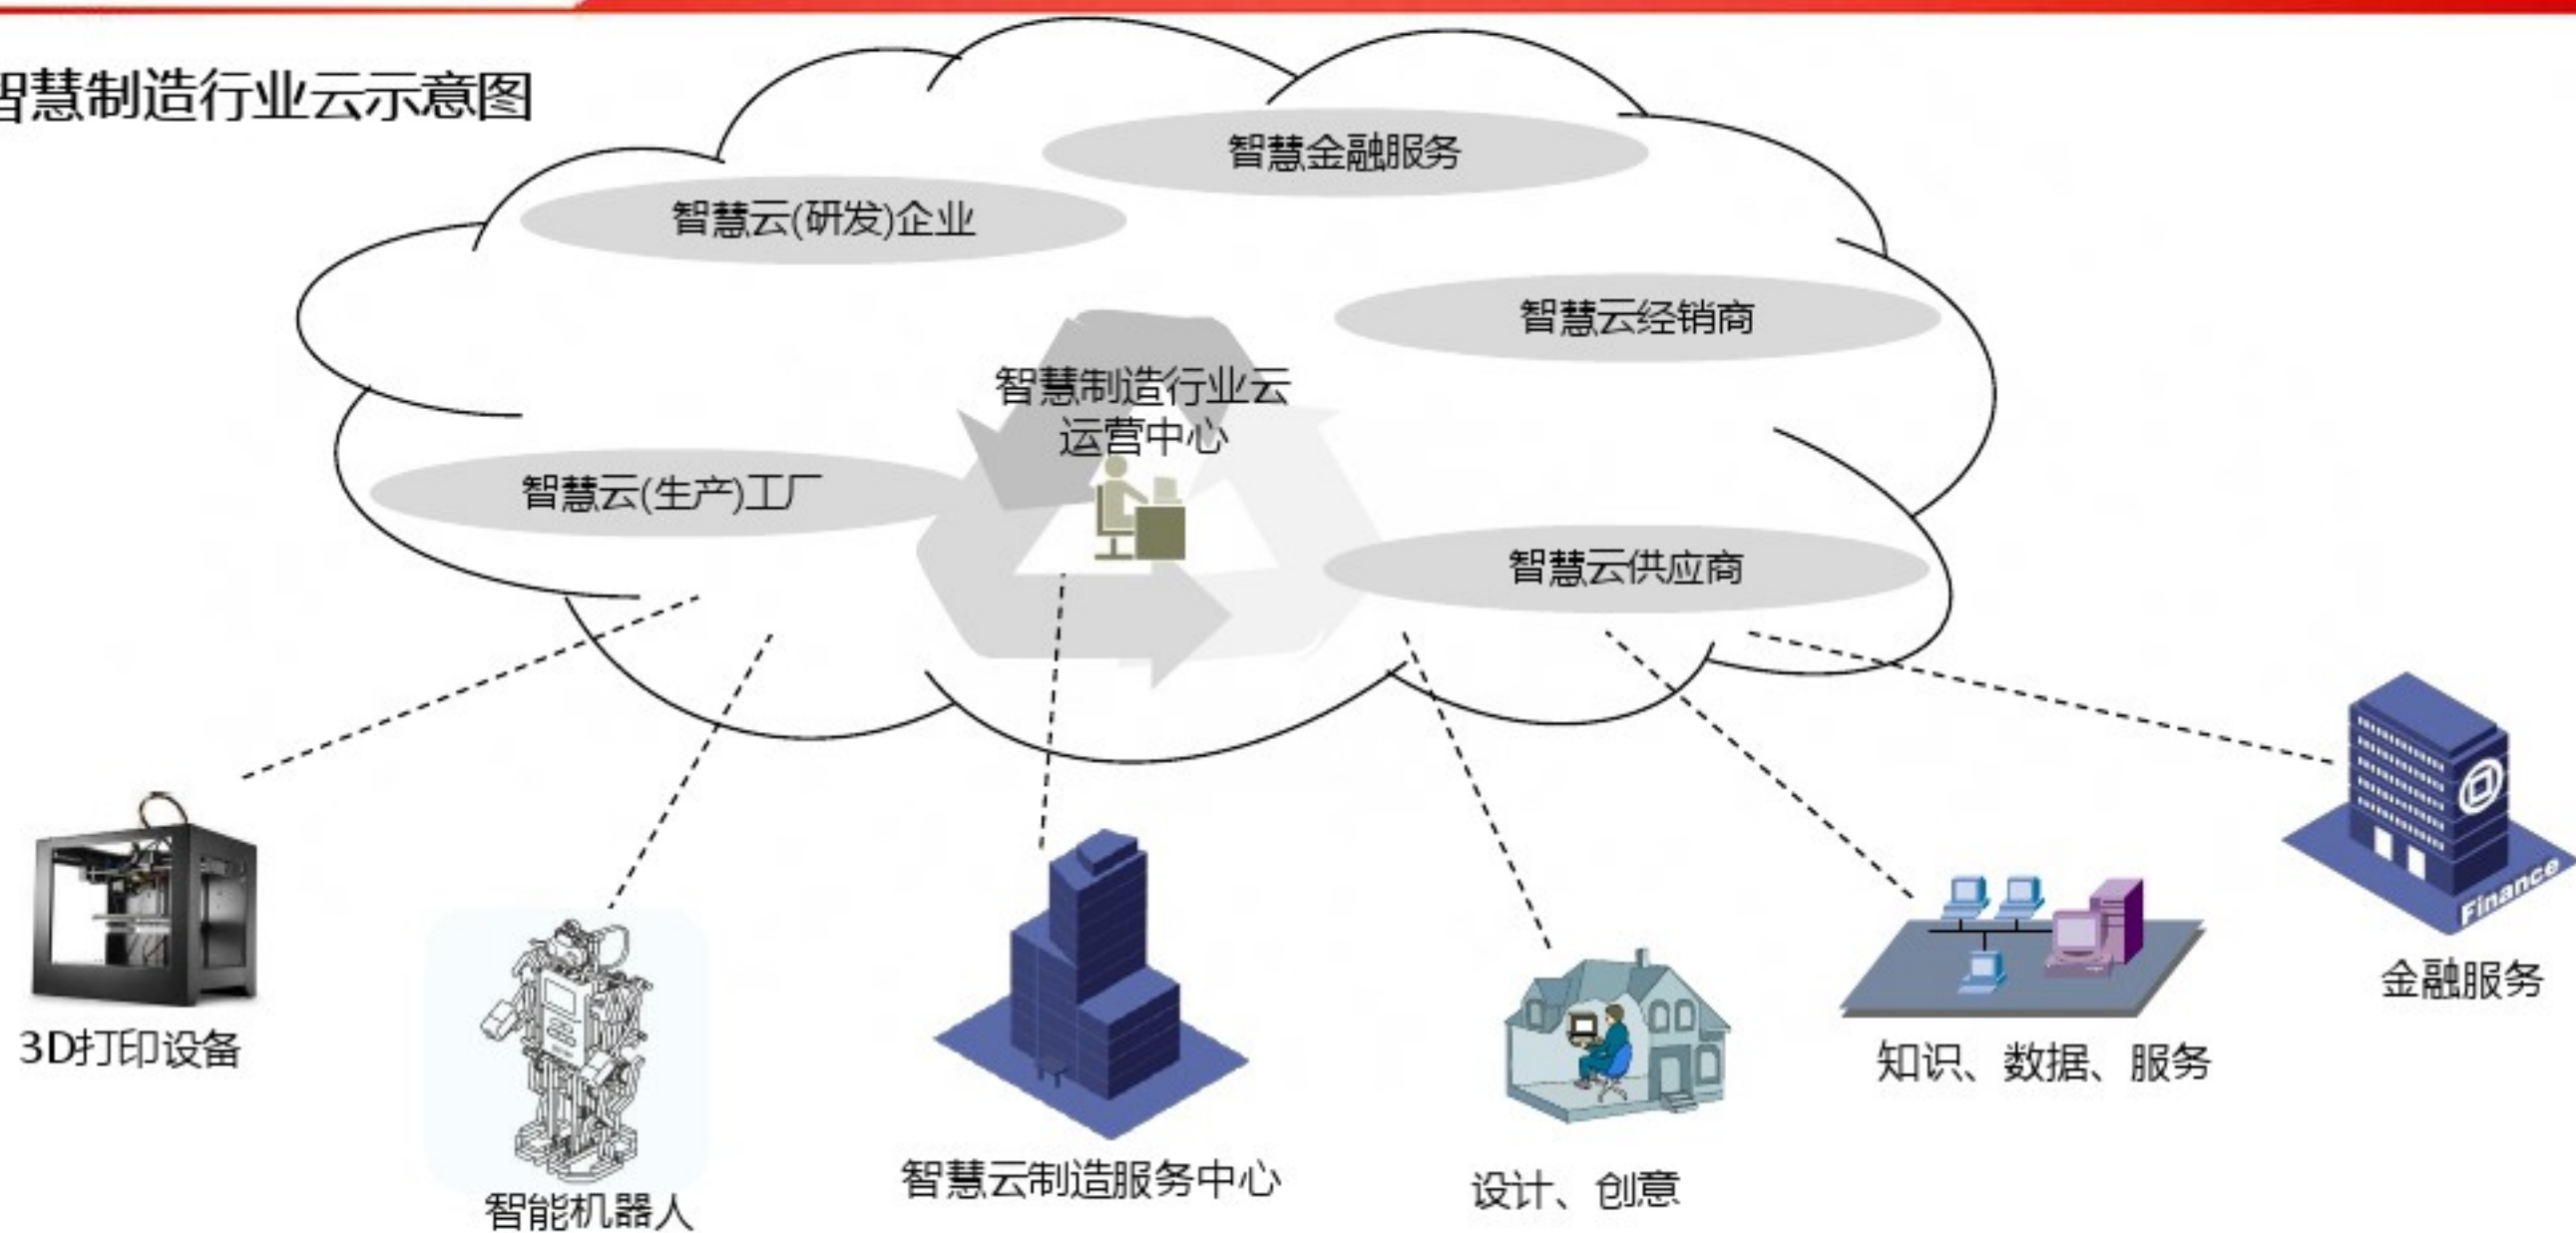 智慧制造行业云示意图
智慧金融服务
智慧云(研发)企业
智慧云经销商
智慧制造行业云
运营中心
智慧云(生产)工厂
智慧云供应商
Finance
金融服务
3D打印设备
知识、数据、服务
智慧云制造服务中心
设计、创意
智能机器人